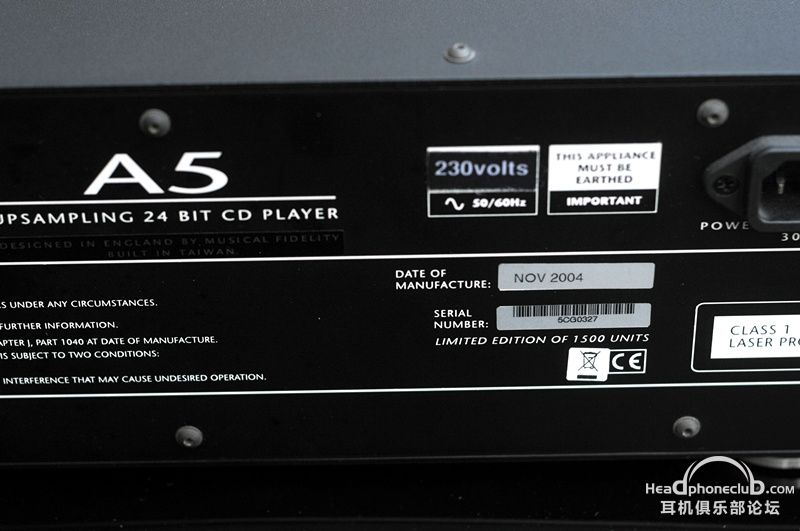 A5
UPSAMPLING 24 BIT CD PLAYER
DESIGNED IN ENGLAND BY MUSICAL FIDELITY
BUILT IN TAIWAN
230volts
50/60Hz
THIS APPLIANCE
MUST BE
EARTHED
IMPORTANT
POWE
30
UNDER ANY CIRCUMSTANCES.
FURTHER INFORMATION.
APTER J, PART 1040 AT DATE OF MANUFACTURE.
IS SUBJECT TO TWO CONDITIONS:
INTERFERENCE THAT MAY CAUSE UNDESIRED OPERATION.
DATE OF
MANUFACTURE: NOV 2004
SERIAL
NUMBER: 5CG0327
LIMITED EDITION OF 1500 UNITS
CE
CLASS 1
LASER PRO
Headphoneclub.com
耳机俱乐部论坛